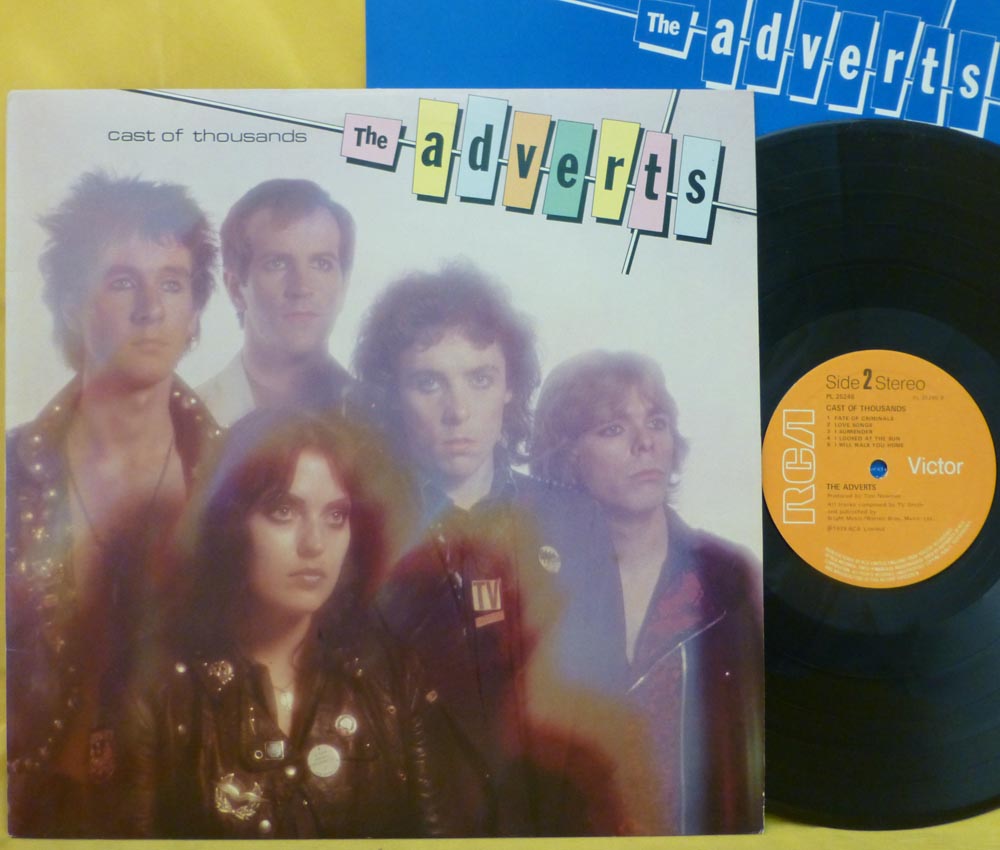 The adverts
cast of thousands
The adverts
TV
Side 2 Stereo
PL 25246
CAST OF THOUSANDS
1 FATE OF CRIMINALS
2 LOVE SONGS
3 I SURRENDER
4 I LOOKED AT THE SUN
5 I WILL WALK YOU HOME
RCA
Victor
THE ADVERTS
Produced by Tom Newman
All tracks composed by TV Smith
and published by
Bright Music/Warner Bros. Music Ltd.